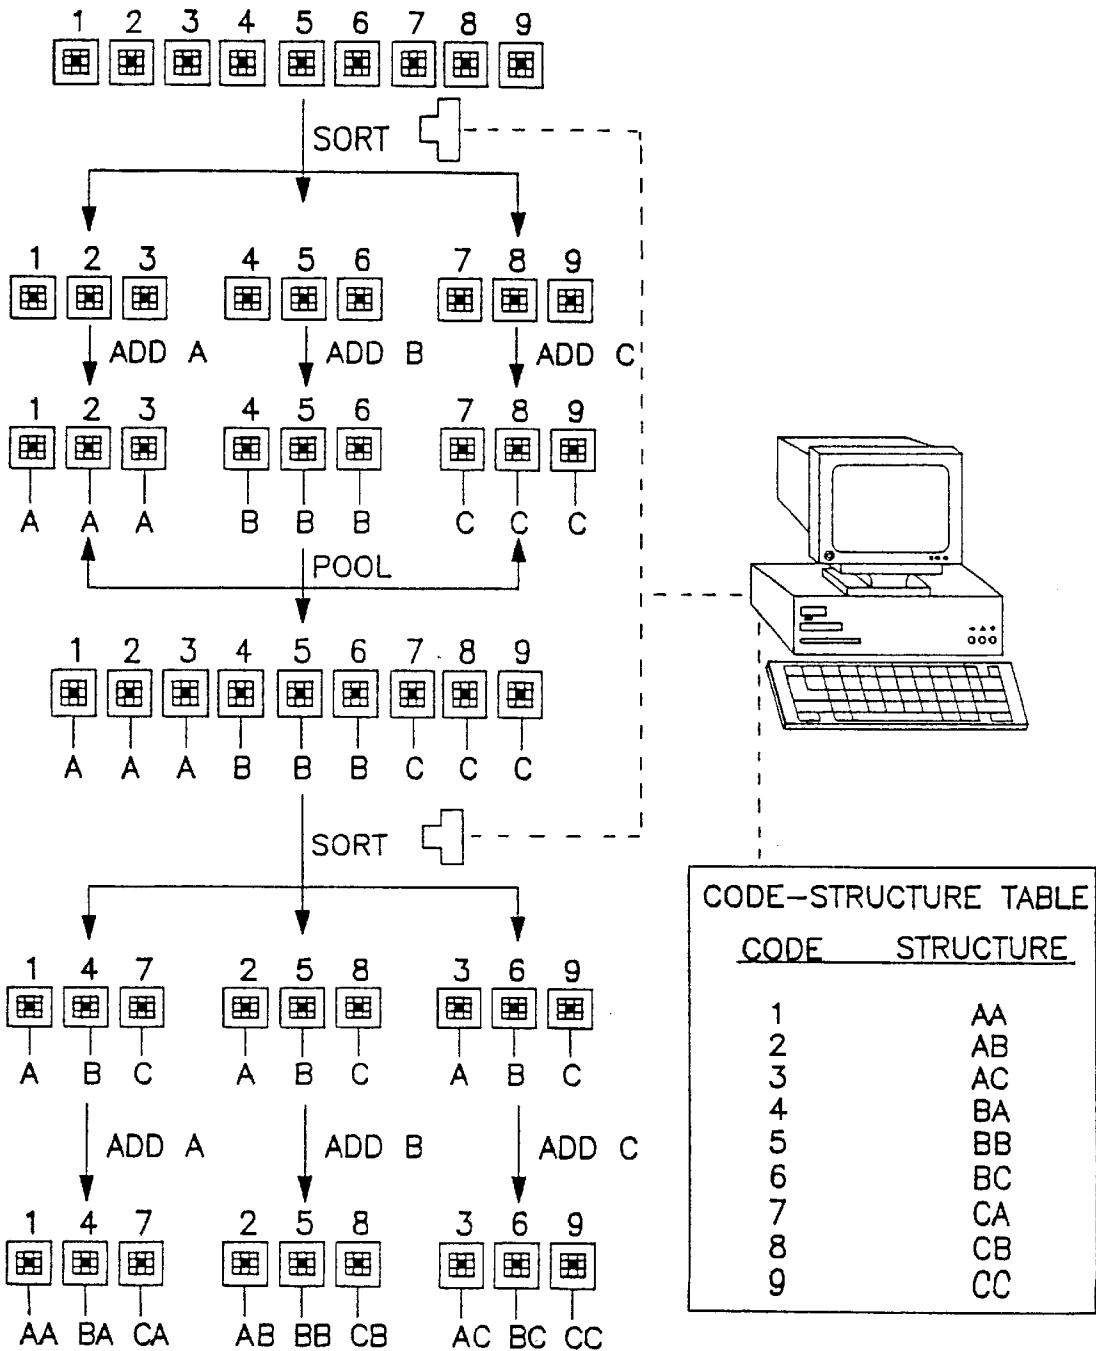 1 2 3 4 5 6 7 8 9
SORT
1 2 3 4 5 6 7 8 9
ADD A ADD B ADD C
1 2 3 4 5 6 7 8 9
A A A B B B C C C
POOL
1 2 3 4 5 6 7 8 9
A A A B B B C C C
SORT
1 4 7 2 5 8 3 6 9
A B C A B C A B C
ADD A ADD B ADD C
1 4 7 2 5 8 3 6 9
AA BA CA AB BB CB AC BC CC
CODE-STRUCTURE TABLE
CODE STRUCTURE
1 AA
2 AB
3 AC
4 BA
5 BB
6 BC
7 CA
8 CB
9 CC